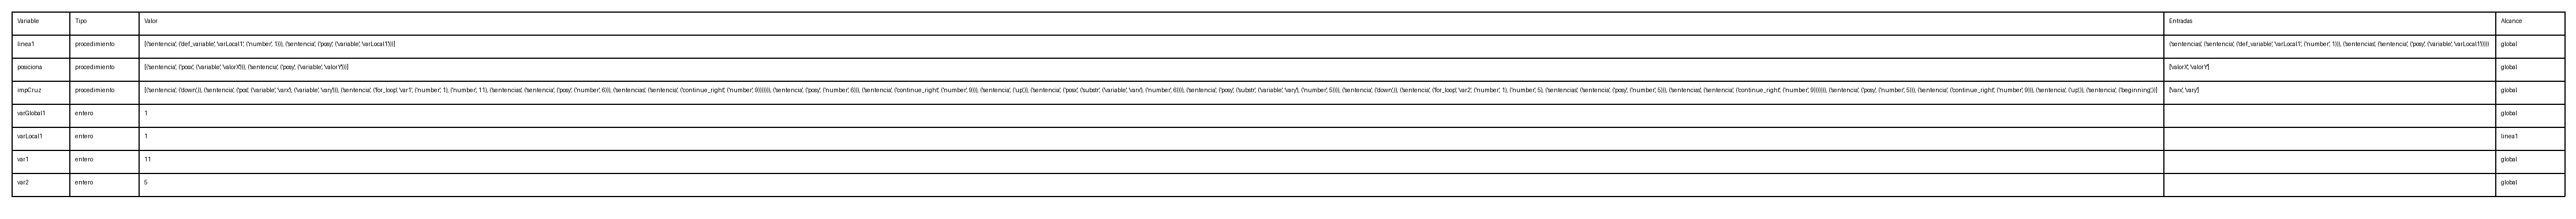 Variable Tipo Valor Entradas Alcance
linea1 procedimiento [('sentencia', ('def_variable', 'varLocal1', ('number', 1))), ('sentencia', ('posy', ('variable', 'varLocal1')))] ('sentencias', ('sentencia', ('def_variable', 'varLocal1', ('number', 1))), ('sentencias', ('sentencia', ('posy', ('variable', 'varLocal1'))))) global
posiciona procedimiento [('sentencia', ('posx', ('variable', 'valorX'))), ('sentencia', ('posy', ('variable', 'valorY')))] ['valorX', 'valorY'] global
impCruz procedimiento [('sentencia', ('down',)), ('sentencia', ('pos', ('variable', 'varx'), ('variable', 'vary'))), ('sentencia', ('for_loop', 'var1', ('number', 1), ('number', 11), ('sentencias', ('sentencia', ('posy', ('number', 6))), ('sentencias', ('sentencia', ('continue_right', ('number', 9))))))), ('sentencia', ('posy', ('number', 6))), ('sentencia', ('continue_right', ('number', 9))), ('sentencia', ('up',)), ('sentencia', ('posx', ('substr', ('variable', 'varx'), ('number', 6)))), ('sentencia', ('posy', ('substr', ('variable', 'vary'), ('number', 5)))), ('sentencia', ('down',)), ('sentencia', ('for_loop', 'var2', ('number', 1), ('number', 5), ('sentencias', ('sentencia', ('posy', ('number', 5))), ('sentencias', ('sentencia', ('continue_right', ('number', 9))))))), ('sentencia', ('posy', ('number', 5))), ('sentencia', ('continue_right', ('number', 9))), ('sentencia', ('up',)), ('sentencia', ('beginning',))] ['varx', 'vary'] global
varGlobal1 entero 1 global
varLocal1 entero 1 linea1
var1 entero 11 global
var2 entero 5 global